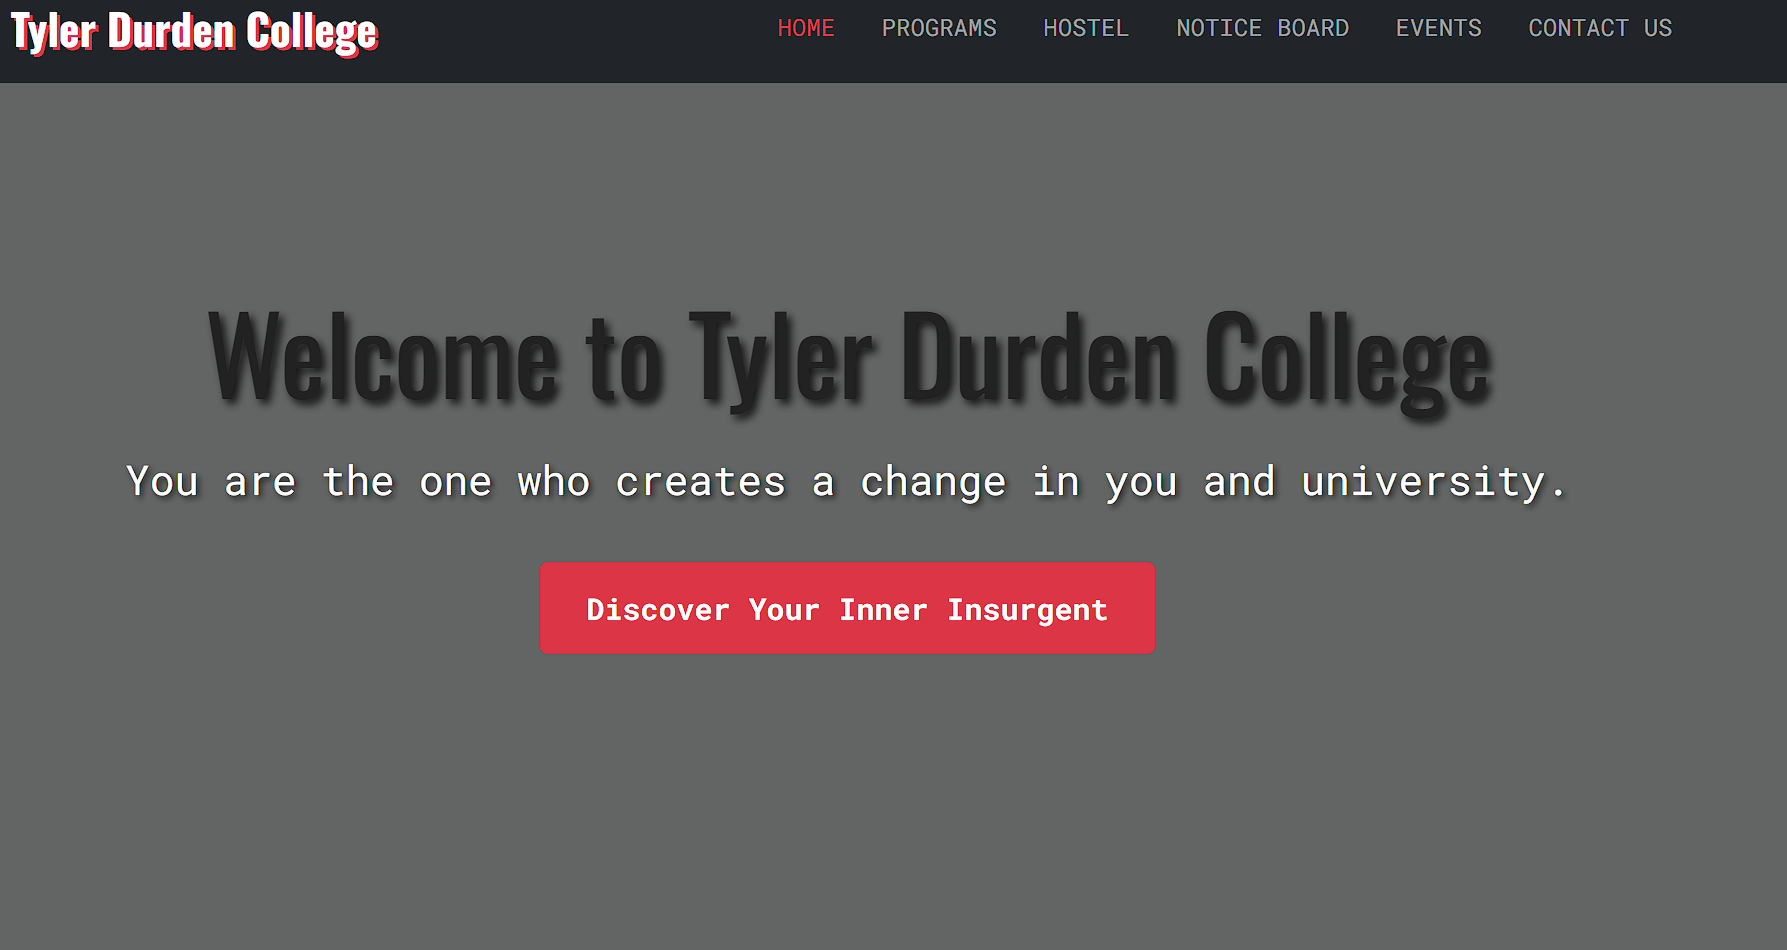 Tyler Durden College
HOME PROGRAMS HOSTEL NOTICE BOARD EVENTS CONTACT US
Welcome to Tyler Durden College
You are the one who creates a change in you and university.
Discover Your Inner Insurgent